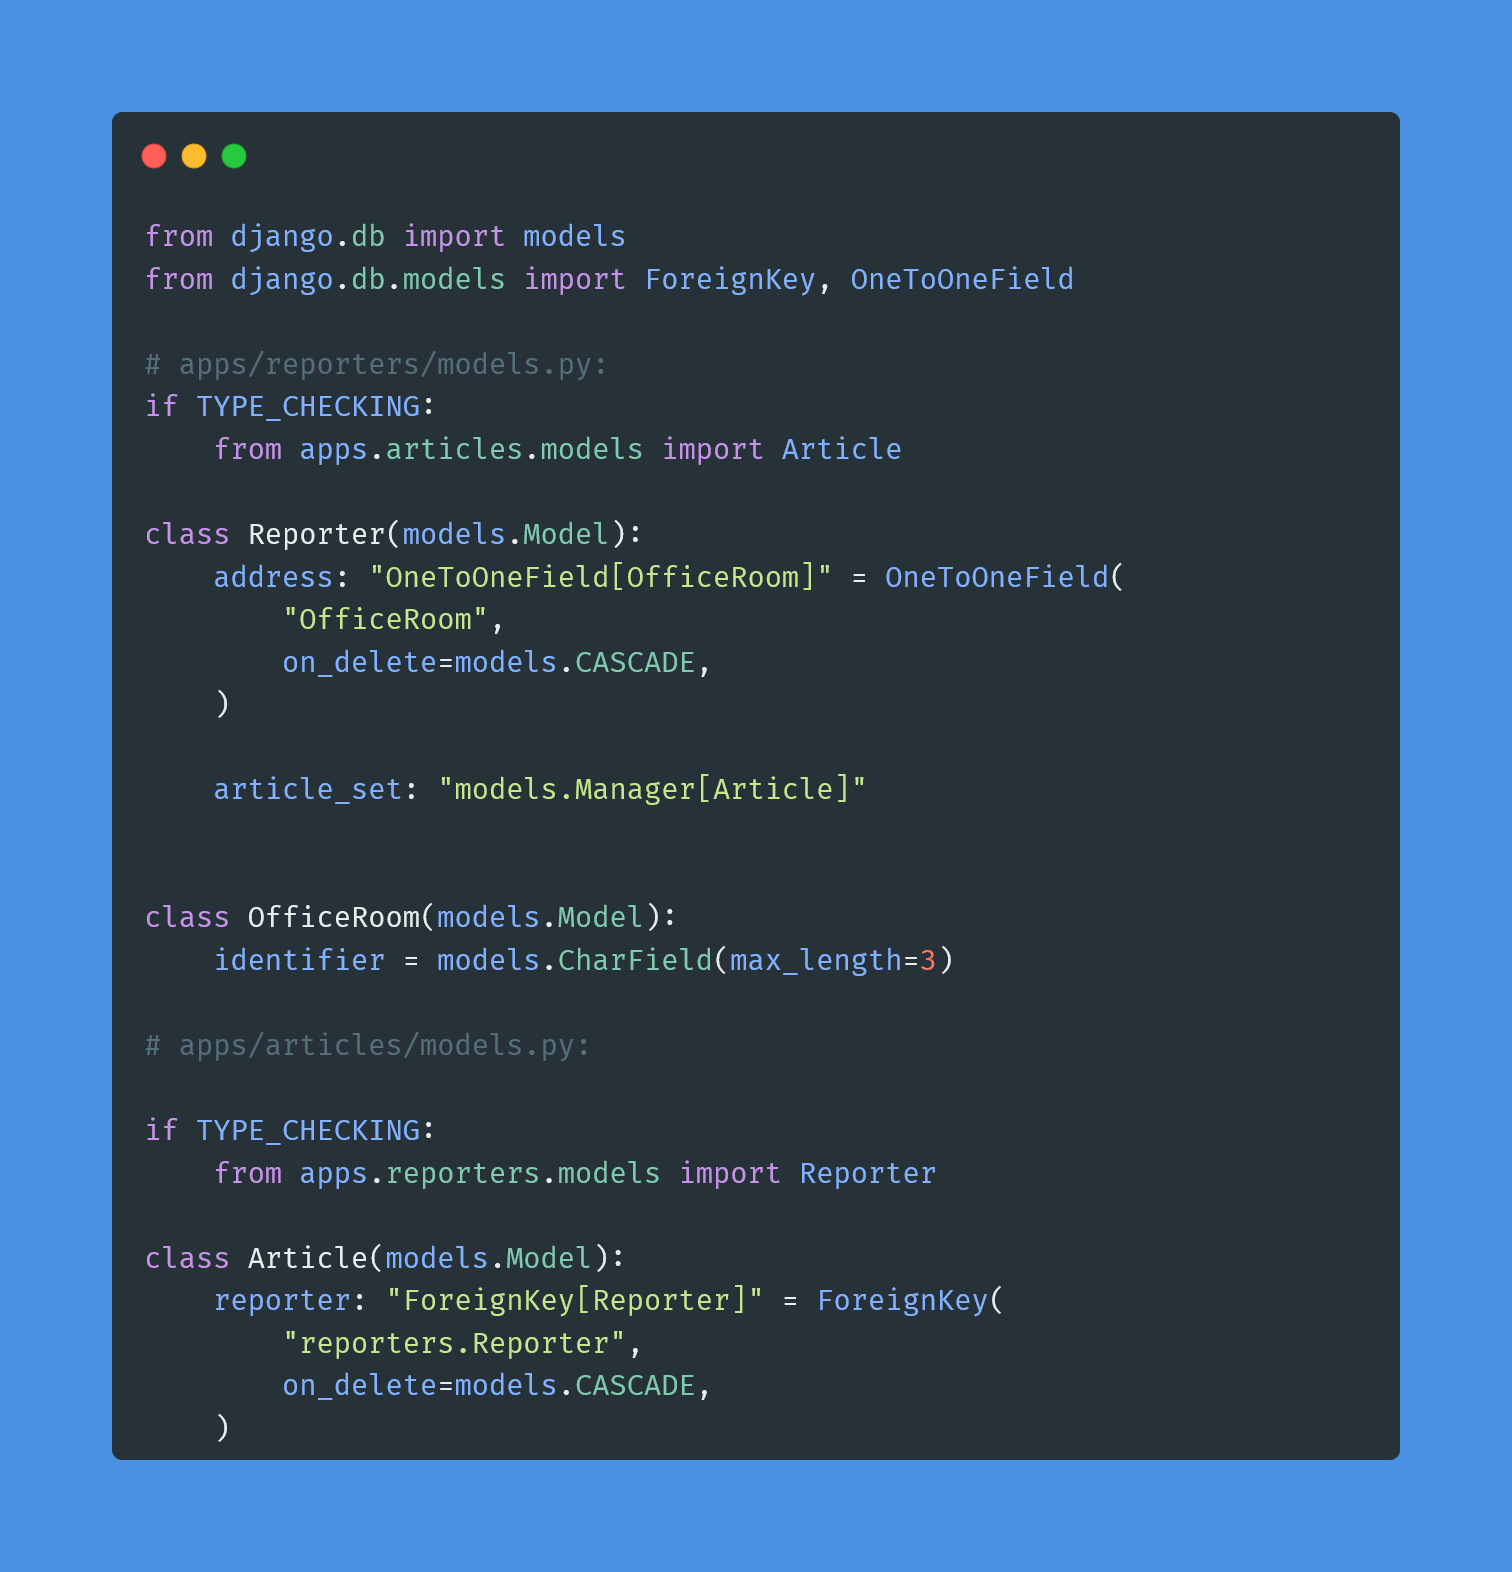 from django.db import models
from django.db.models import ForeignKey, OneToOneField

# apps/reporters/models.py:
if TYPE_CHECKING:
    from apps.articles.models import Article

class Reporter(models.Model):
    address: "OneToOneField[OfficeRoom]" = OneToOneField(
        "OfficeRoom",
        on_delete=models.CASCADE,
    )

    article_set: "models.Manager[Article]"


class OfficeRoom(models.Model):
    identifier = models.CharField(max_length=3)

# apps/articles/models.py:

if TYPE_CHECKING:
    from apps.reporters.models import Reporter

class Article(models.Model):
    reporter: "ForeignKey[Reporter]" = ForeignKey(
        "reporters.Reporter",
        on_delete=models.CASCADE,
    )